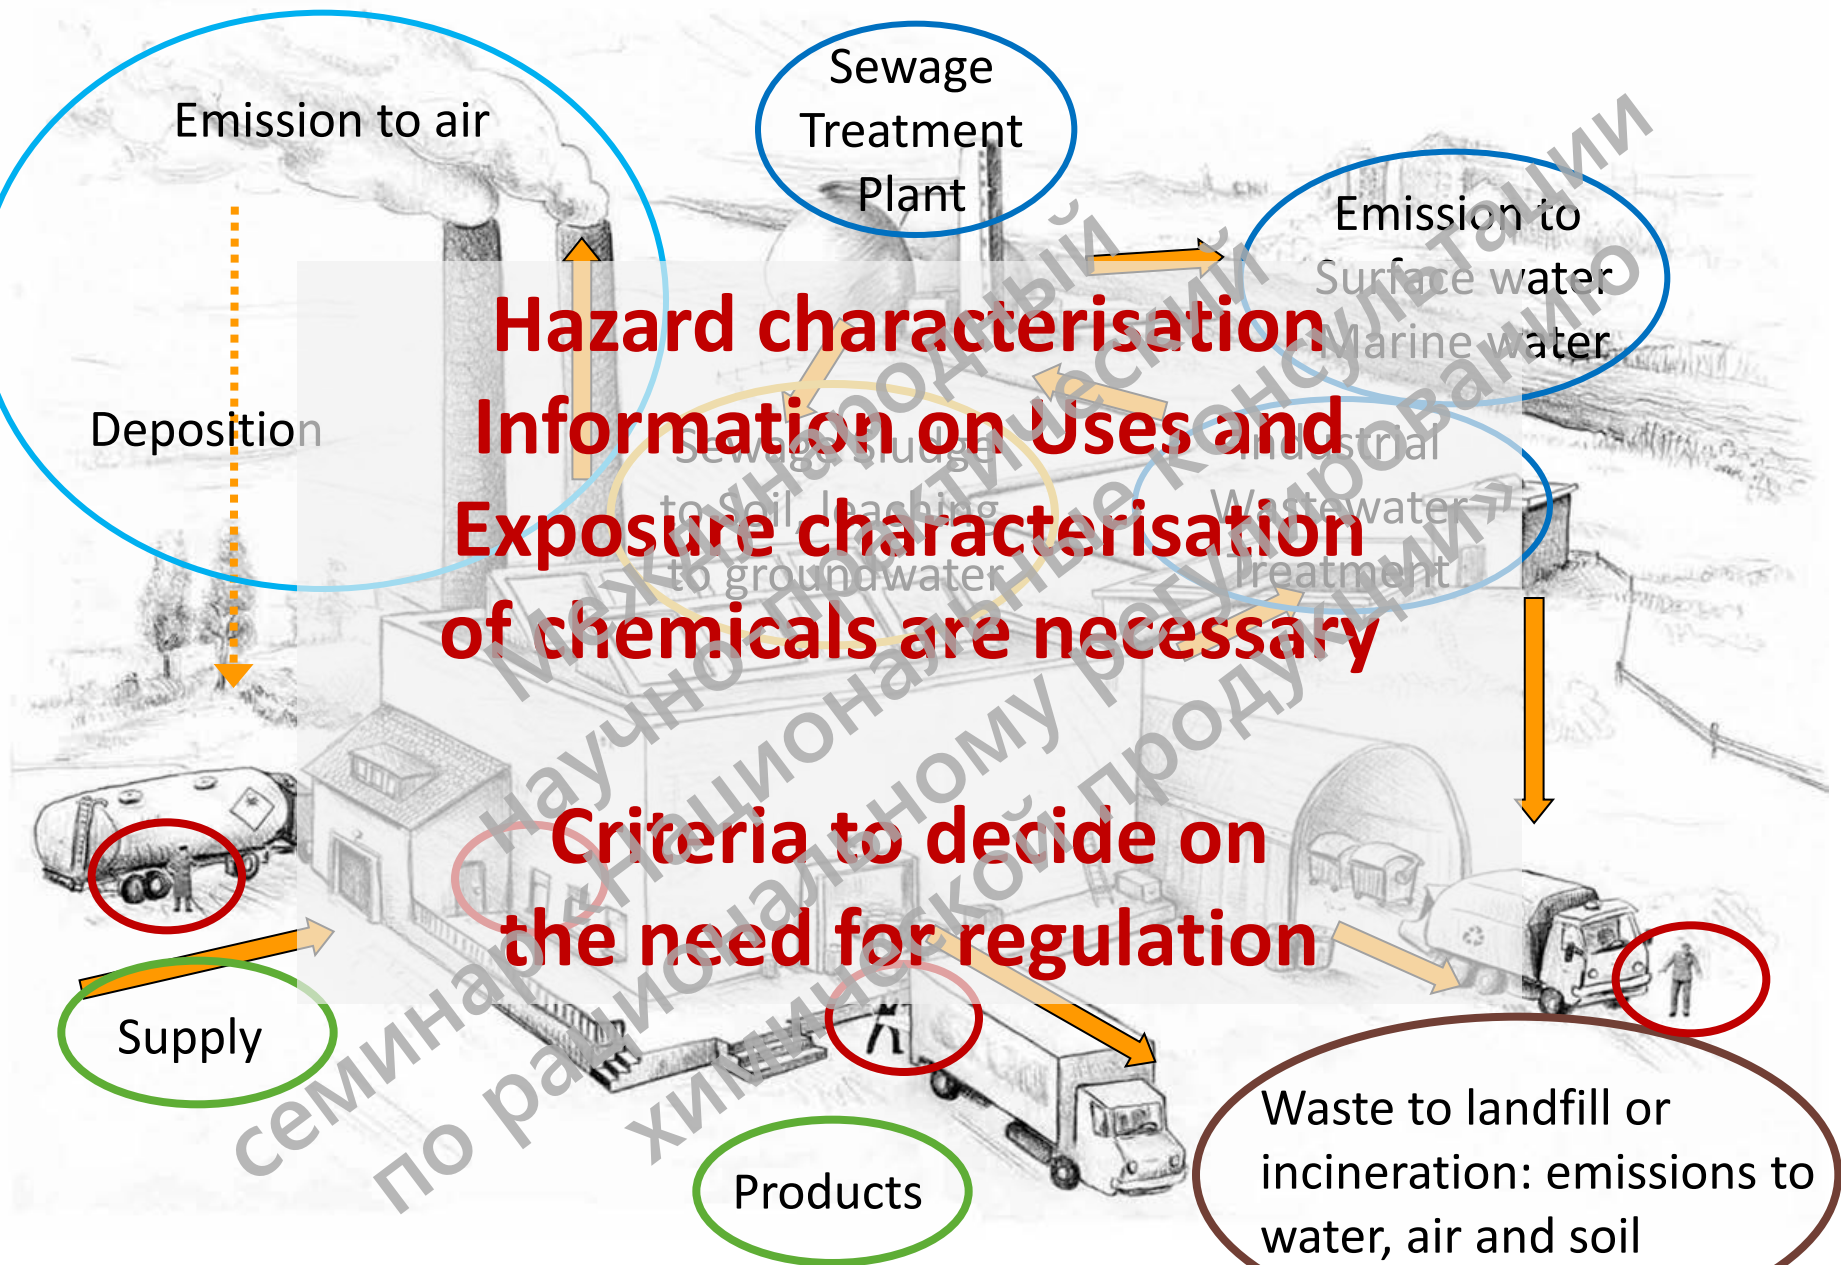 Emission to air
Deposition
Sewage
Treatment
Plant
Emission to
Surface water
Marine water
Hazard characterisation
Information on Uses and
Exposure characterisation
of chemicals are necessary
Criteria to decide on
the need for regulation
Sewage Sludge
to Soil, leaching
to groundwater
Industrial
Wastewater
Treatment
Supply
Products
Waste to landfill or
incineration: emissions to
water, air and soil
Международный
научно-практический
семинар «Национальные консультации
по рациональному регулированию
химической продукции»